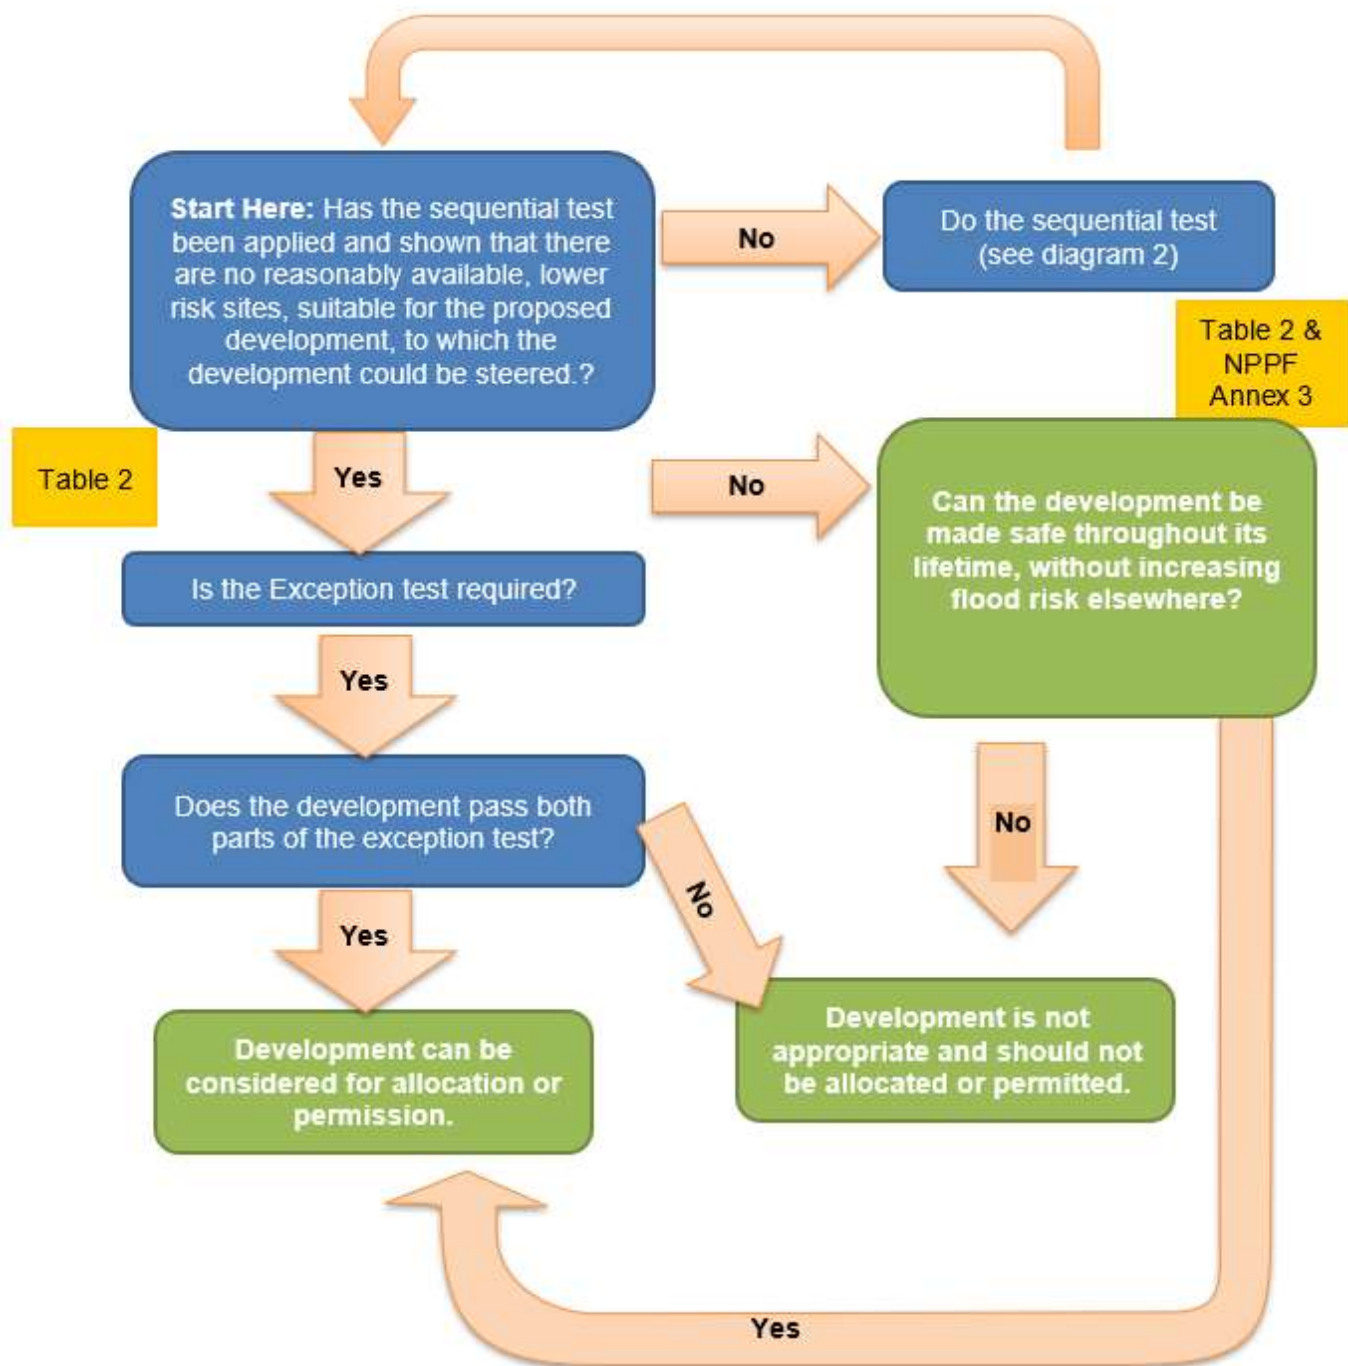 Start Here: Has the sequential test
been applied and shown that there
are no reasonably available, lower
risk sites, suitable for the proposed
development, to which the
development could be steered.?
No
Do the sequential test
(see diagram 2)
Table 2 &
NPPF
Annex 3
Table 2
Yes
No
Can the development be
made safe throughout its
lifetime, without increasing
flood risk elsewhere?
Is the Exception test required?
Yes
Does the development pass both
parts of the exception test?
No
No
Yes
Development can be
considered for allocation or
permission.
Development is not
appropriate and should not
be allocated or permitted.
Yes